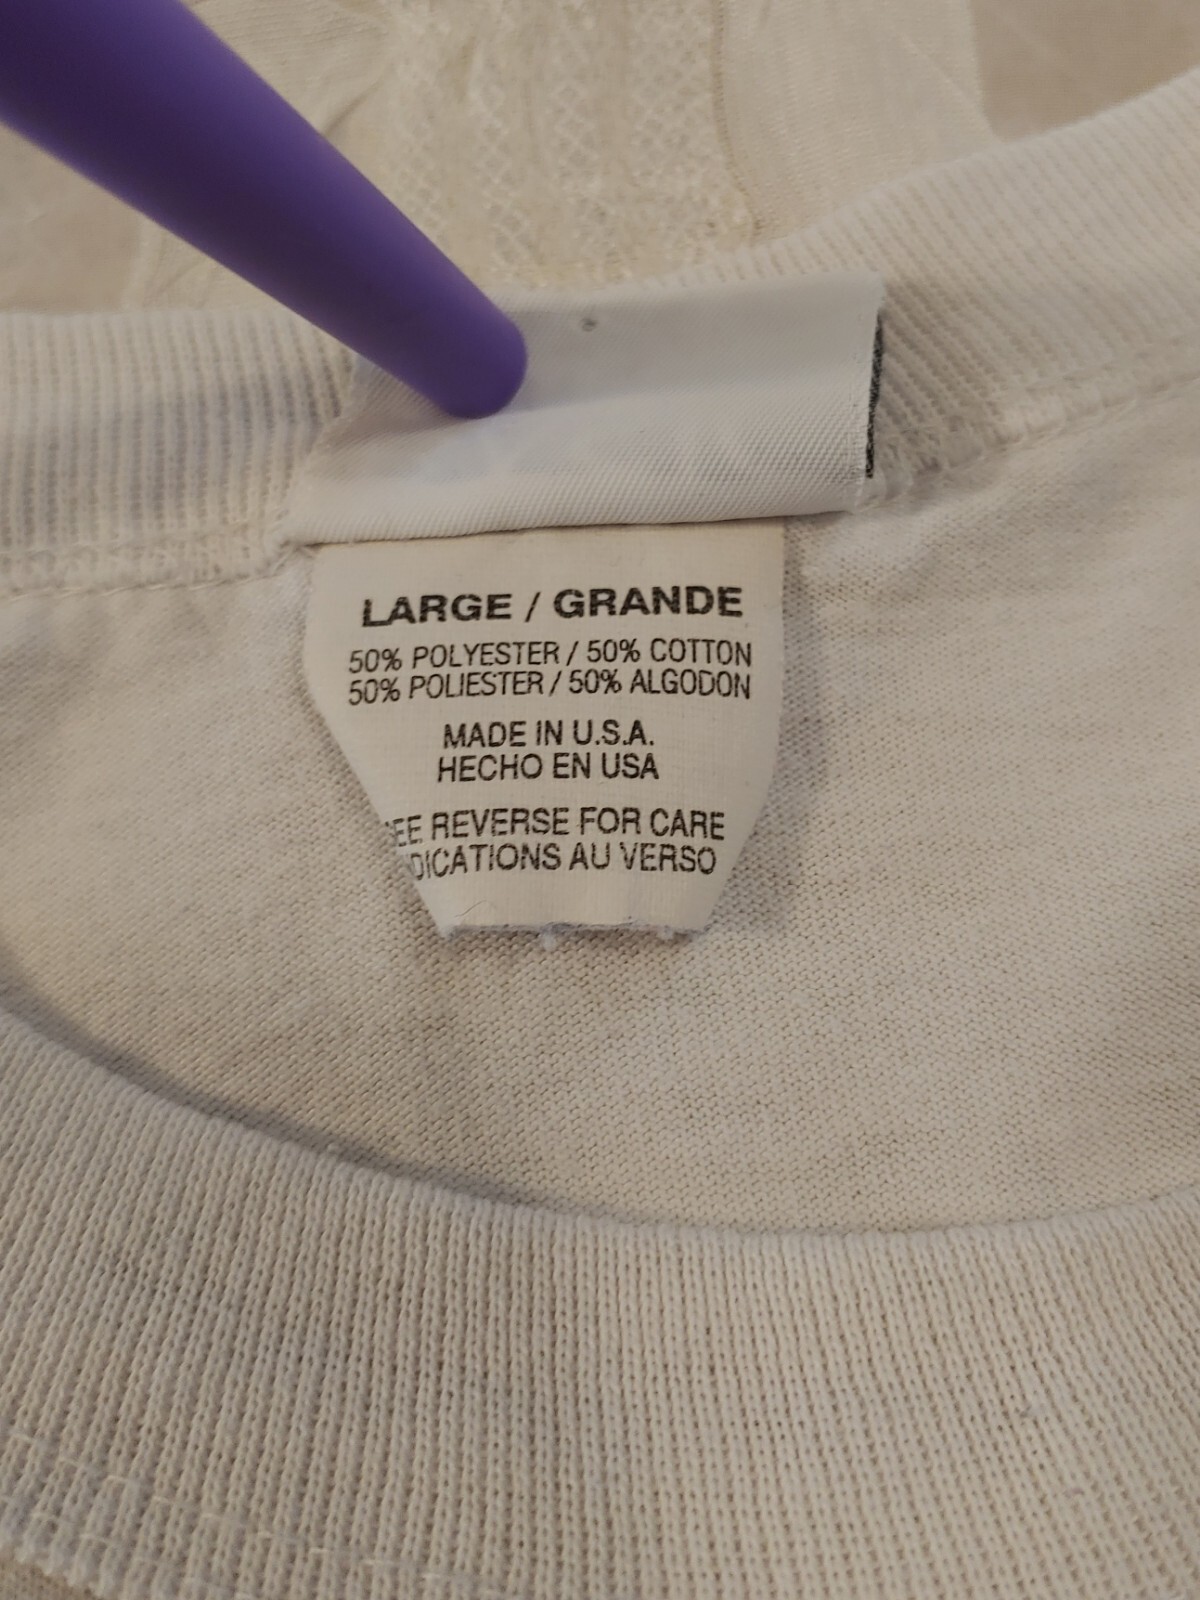 LARGE / GRANDE
50% POLYESTER / 50% COTTON
50% POLIESTER / 50% ALGODON
MADE IN U.S.A.
HECHO EN USA
EE REVERSE FOR CARE
DICATIONS AU VERSO